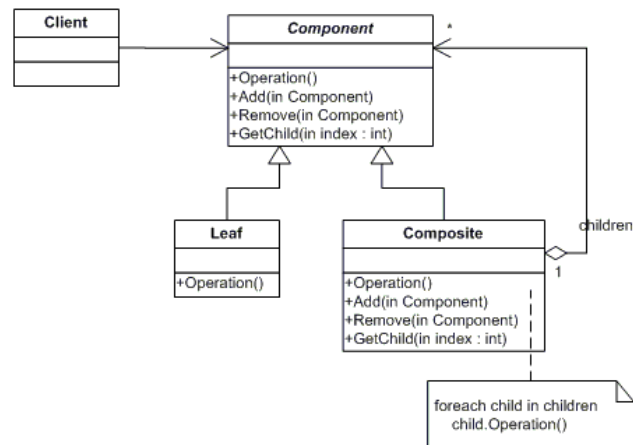 Client
Component
*
+Operation()
+Add(in Component)
+Remove(in Component)
+GetChild(in index : int)
children
Leaf
+Operation()
Composite
1
+Operation()
+Add(in Component)
+Remove(in Component)
+GetChild(in index : int)
foreach child in children
child.Operation()